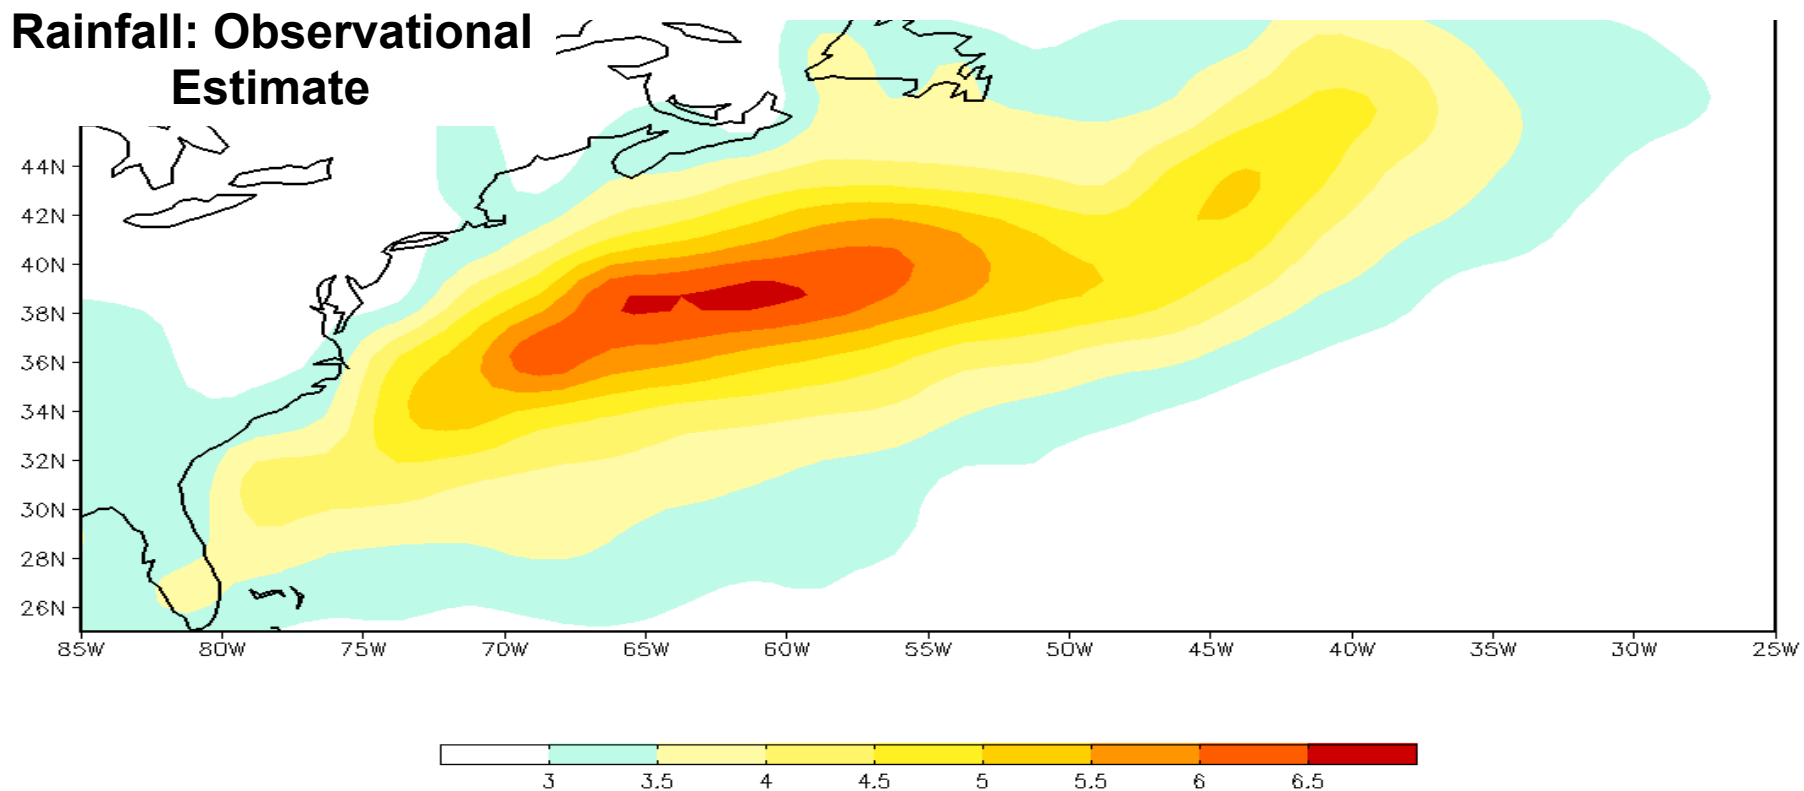 Rainfall: Observational
Estimate
44N
42N
40N
38N
36N
34N
32N
30N
28N
26N
85W 80W 75W 70W 65W 60W 55W 50W 45W 40W 35W 30W 25W
3 3.5 4 4.5 5 5.5 6 6.5